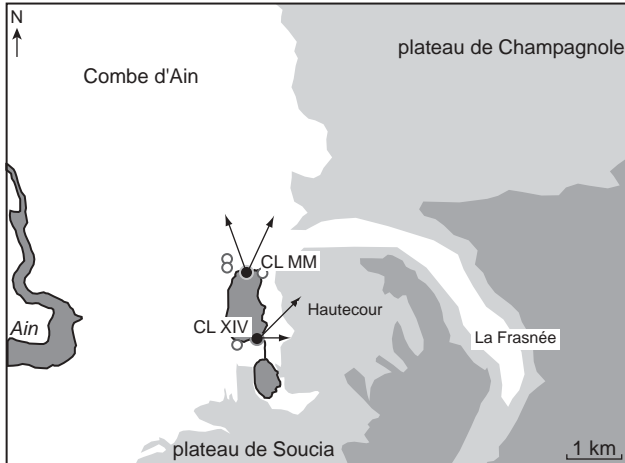 N
plateau de Champagnole
Combe d'Ain
CL MM
Hautecour
CL XIV
Ain
La Frasnée
plateau de Soucia
1 km